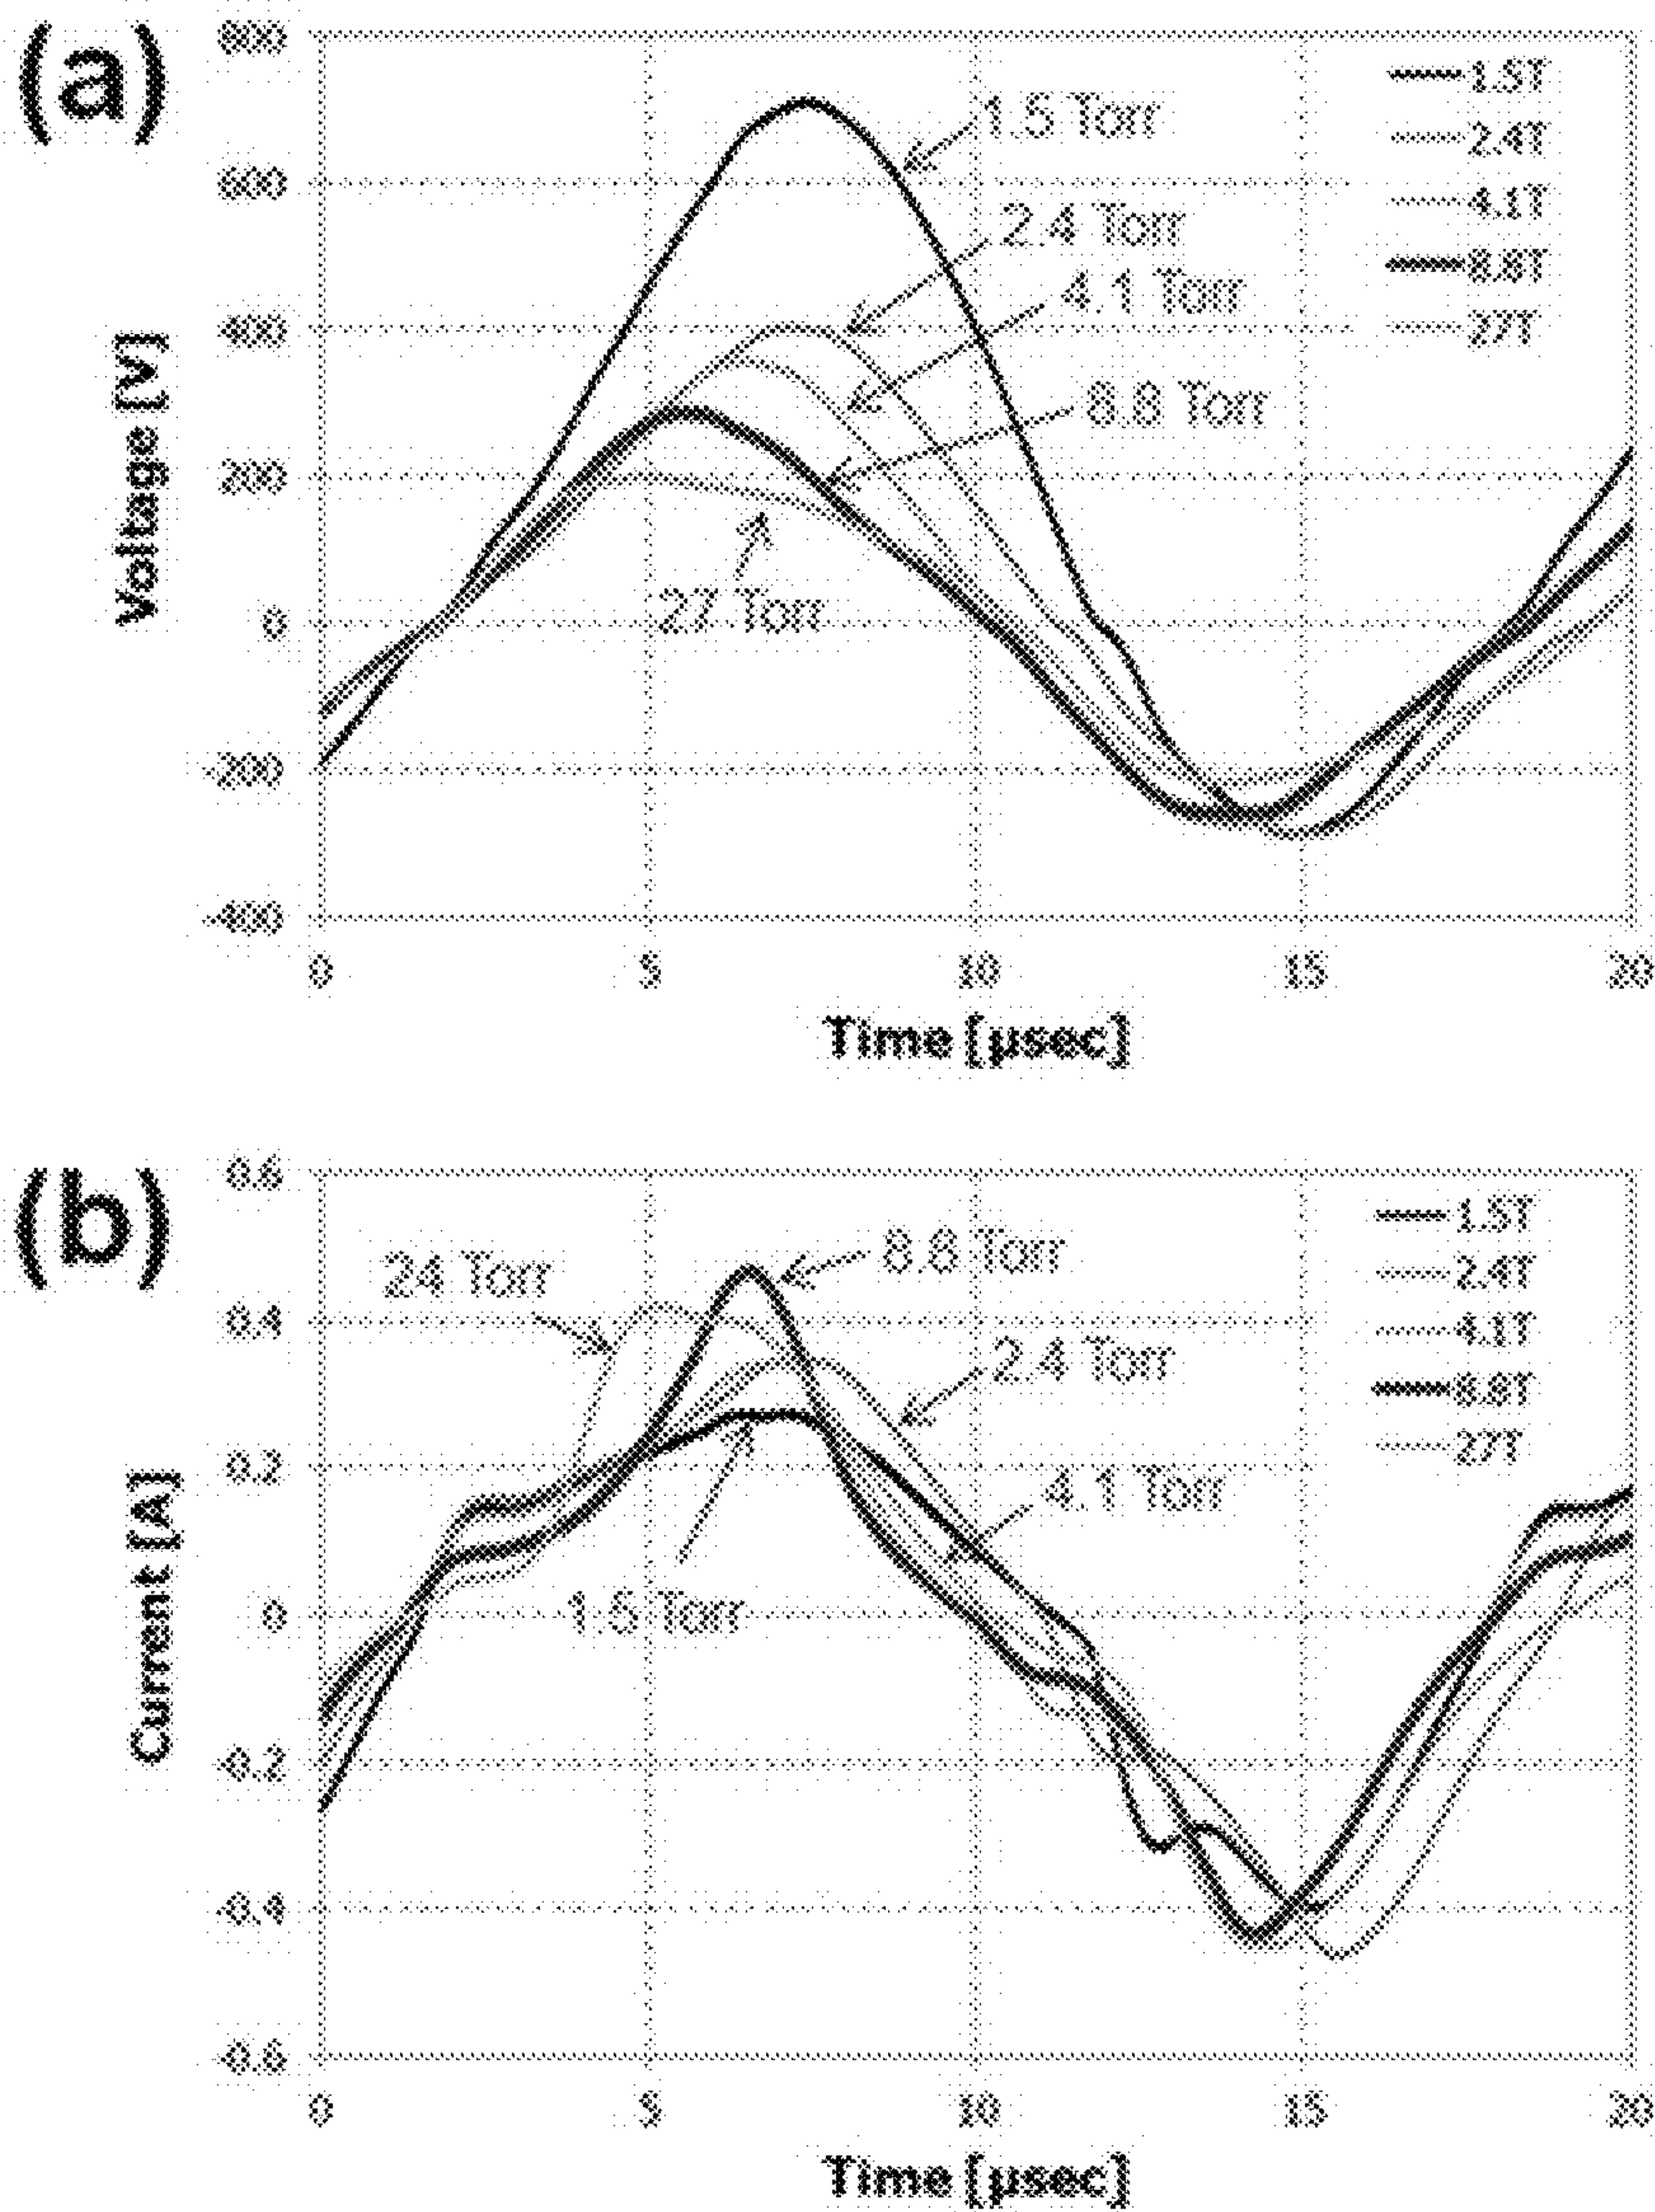 (a)
800
600
400
200
0
-200
-400
Voltage [V]
1.5 Torr
2.4 Torr
4.1 Torr
8.8 Torr
27 Torr
1.5T
2.4T
4.1T
8.8T
27T
0 5 10 15 20
Time [µsec]
(b)
0.6
0.4
0.2
0
-0.2
-0.4
-0.6
Current [A]
24 Torr
8.8 Torr
2.4 Torr
4.1 Torr
1.5 Torr
1.5T
2.4T
4.1T
8.8T
27T
0 5 10 15 20
Time [µsec]